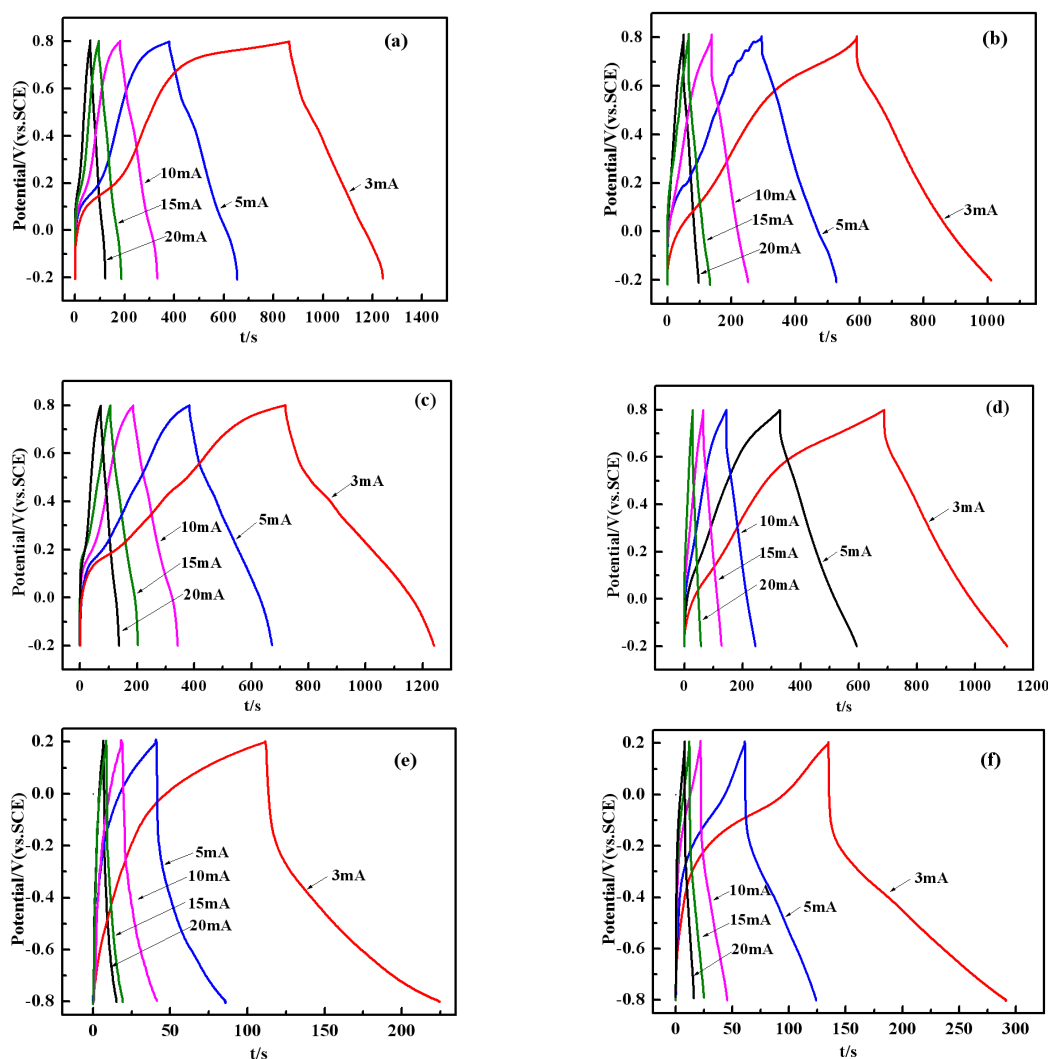 (a)
Potential/V(vs.SCE)
0.8
0.6
0.4
0.2
0.0
-0.2
10mA
15mA
20mA
5mA
3mA
0 200 400 600 800 1000 1200 1400
t/s
(b)
Potential/V(vs.SCE)
0.8
0.6
0.4
0.2
0.0
-0.2
10mA
15mA
20mA
5mA
3mA
0 200 400 600 800 1000
t/s
(c)
Potential/V(vs.SCE)
0.8
0.6
0.4
0.2
0.0
-0.2
3mA
10mA
5mA
15mA
20mA
0 200 400 600 800 1000 1200
t/s
(d)
Potential/V(vs.SCE)
0.8
0.6
0.4
0.2
0.0
-0.2
10mA
3mA
5mA
15mA
20mA
0 200 400 600 800 1000 1200
t/s
(e)
Potential/V(vs.SCE)
0.2
0.0
-0.2
-0.4
-0.6
-0.8
5mA
10mA
3mA
15mA
20mA
0 50 100 150 200
t/s
(f)
Potential/V(vs.SCE)
0.2
0.0
-0.2
-0.4
-0.6
-0.8
3mA
10mA
5mA
15mA
20mA
0 50 100 150 200 250 300
t/s